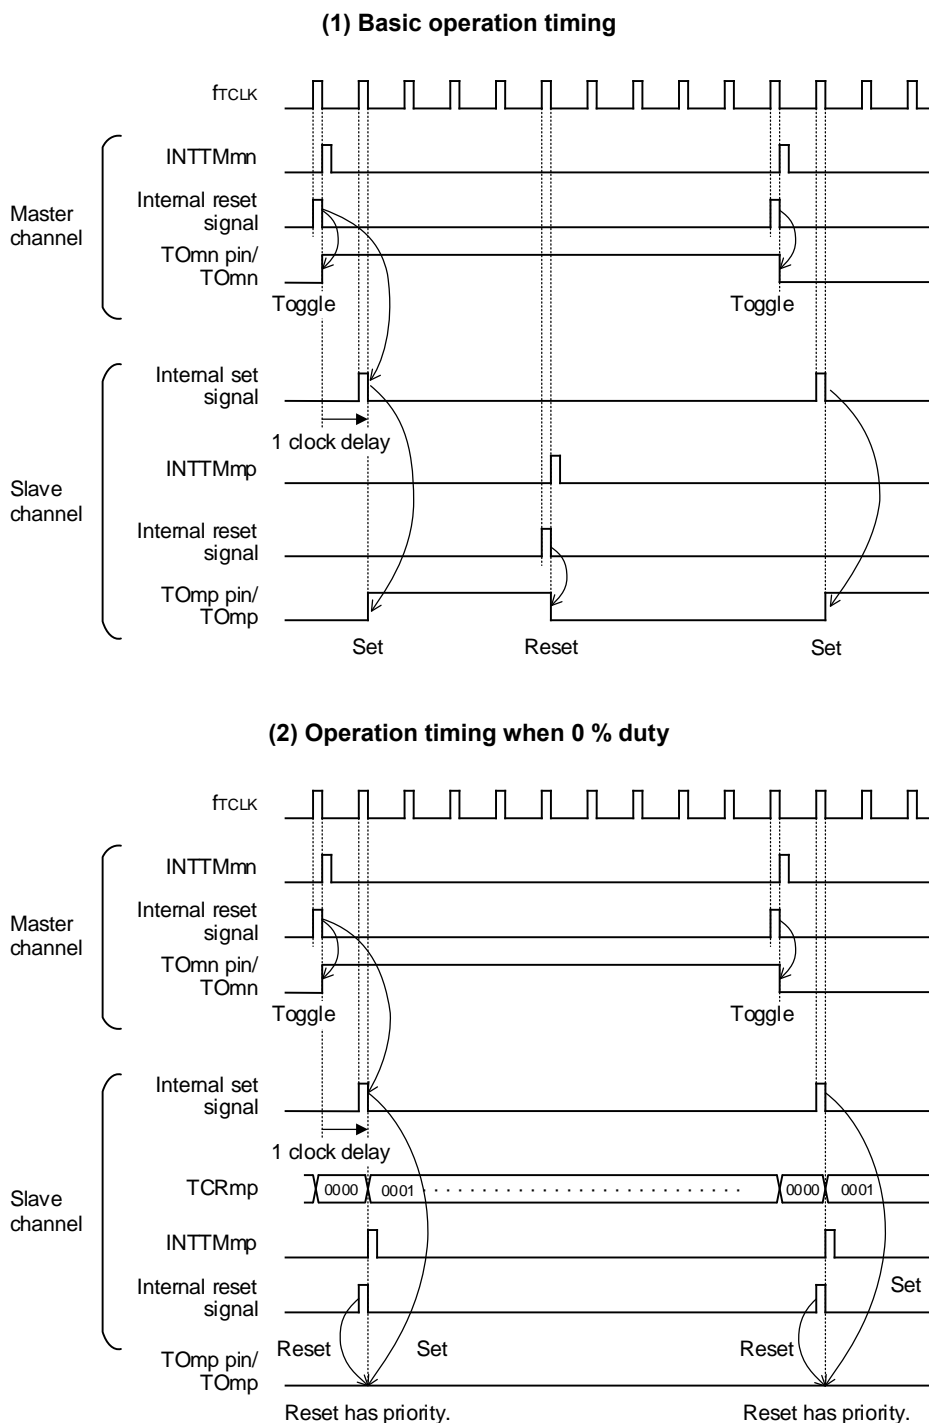 (1) Basic operation timing
fTCLK
INTTMmn
Internal reset
signal
Master
channel
TOmn pin/
TOmn
Toggle
Toggle
Internal set
signal
1 clock delay
INTTMmp
Slave
channel
Internal reset
signal
TOmp pin/
TOmp
Set
Reset
Set
(2) Operation timing when 0 % duty
fTCLK
INTTMmn
Internal reset
signal
Master
channel
TOmn pin/
TOmn
Toggle
Toggle
Internal set
signal
1 clock delay
TCRmp
0000
0001
0000
0001
Slave
channel
INTTMmp
Internal reset
signal
Set
Reset
Set
Reset
TOmp pin/
TOmp
Reset has priority.
Reset has priority.